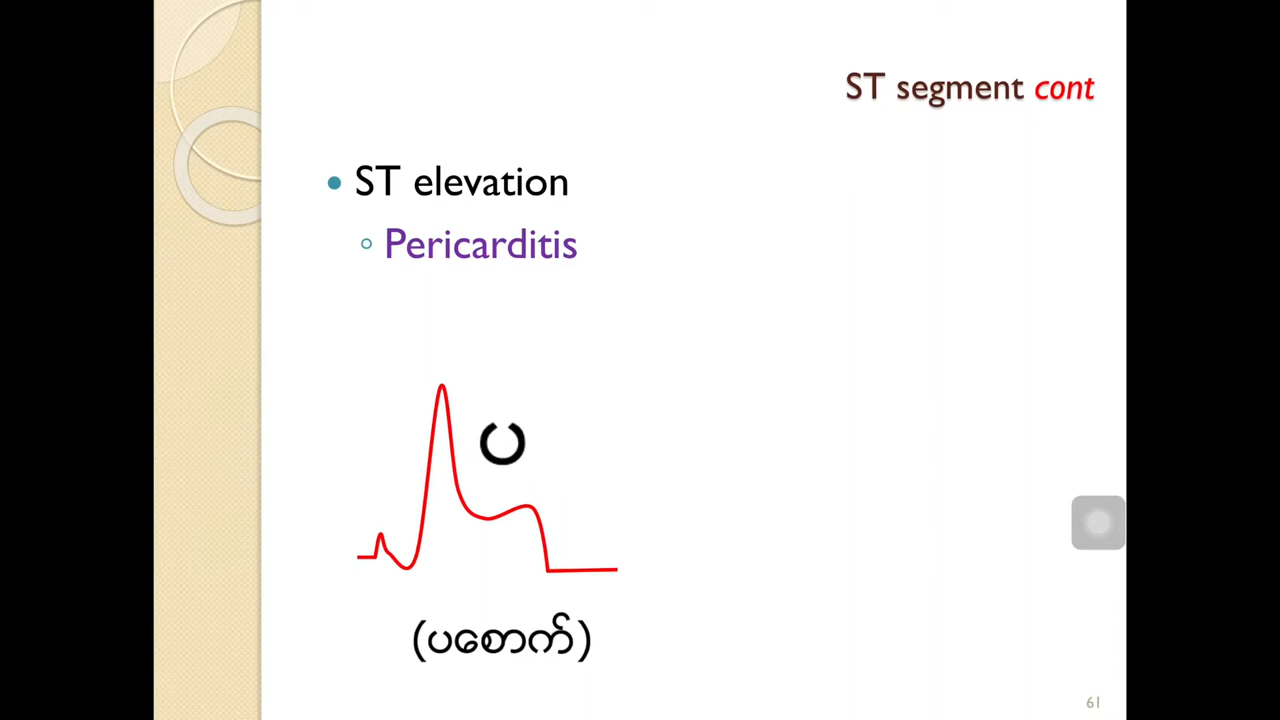 ST segment cont
• ST elevation
◦ Pericarditis
ပ
(ပစောက်)
61